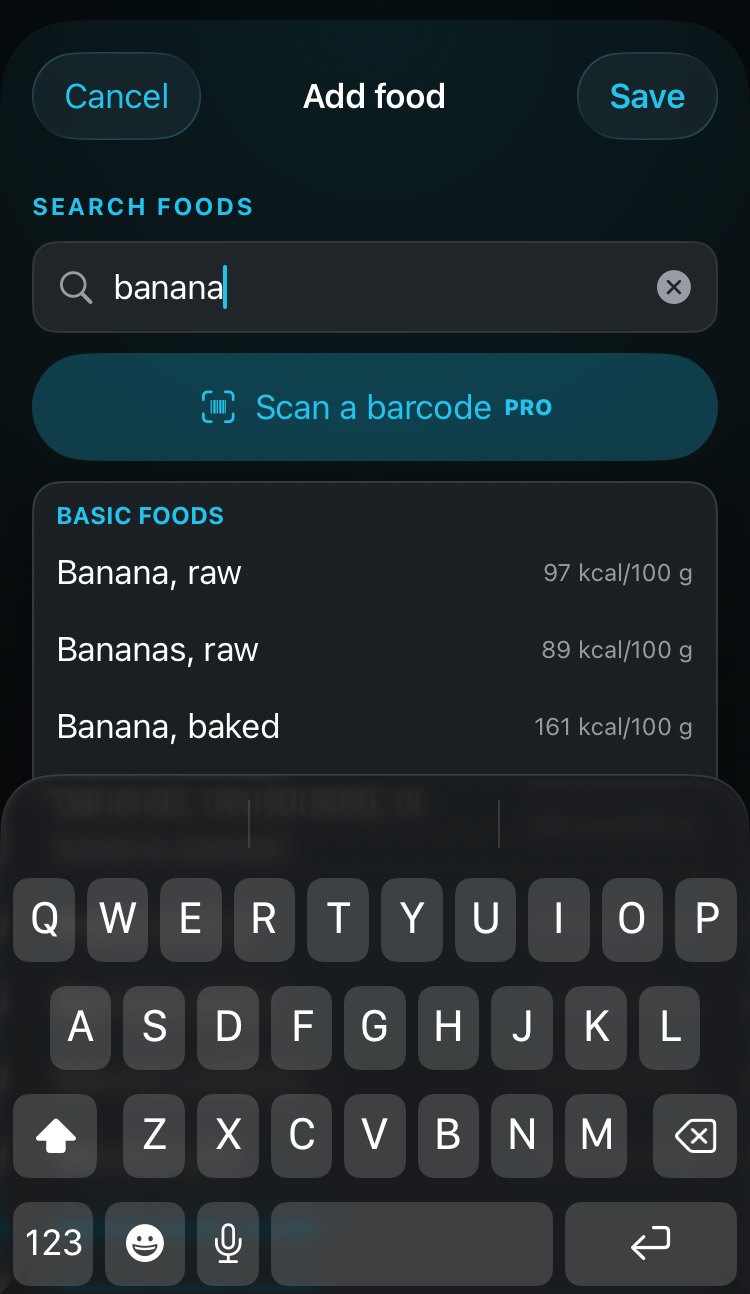 Cancel
Add food
Save
SEARCH FOODS
banana
Scan a barcode PRO
BASIC FOODS
Banana, raw 97 kcal/100 g
Bananas, raw 89 kcal/100 g
Banana, baked 161 kcal/100 g
Q W E R T Y U I O P
A S D F G H J K L
Z X C V B N M
123